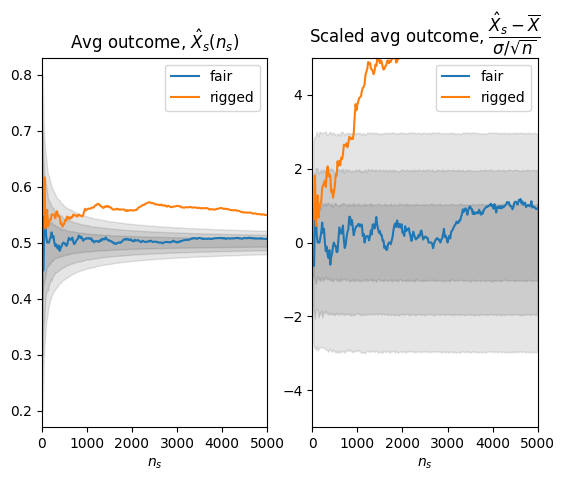 Avg outcome, X̂ₛ(nₛ)
fair
rigged
0.8
0.7
0.6
0.5
0.4
0.3
0.2
0 1000 2000 3000 4000 5000
nₛ
Scaled avg outcome, (X̂ₛ − X̅)/(σ/√n)
fair
rigged
4
2
0
−2
−4
0 1000 2000 3000 4000 5000
nₛ